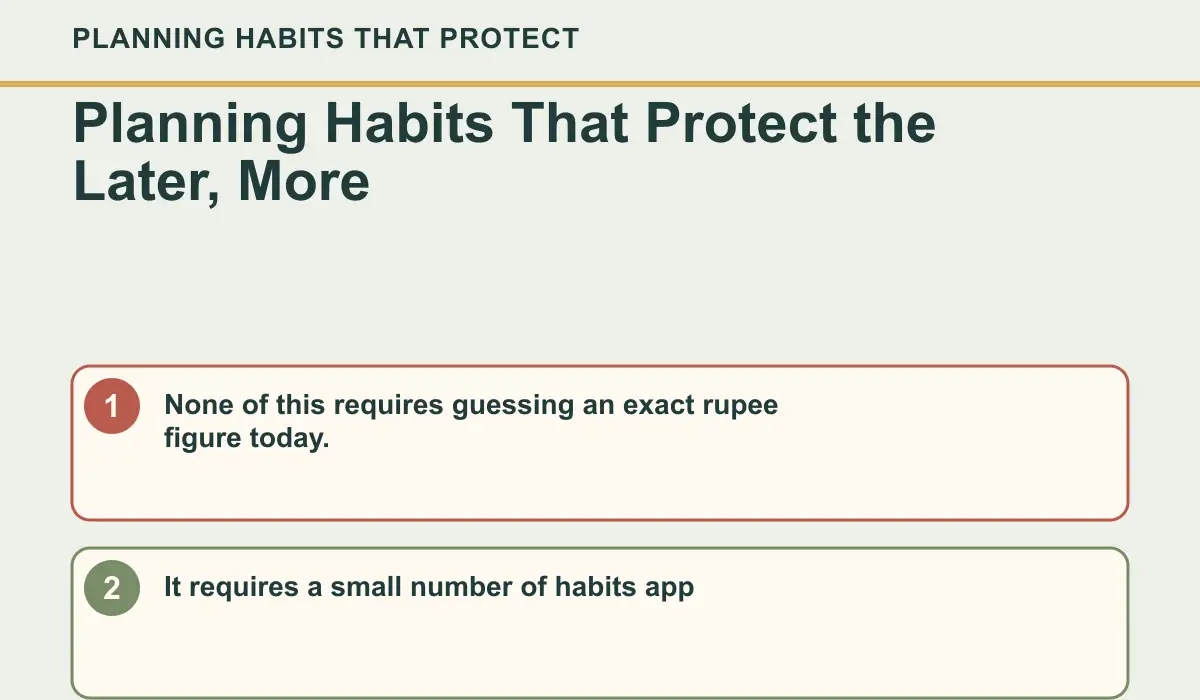 PLANNING HABITS THAT PROTECT
Planning Habits That Protect the
Later, More
1
None of this requires guessing an exact rupee
figure today.
2
It requires a small number of habits app